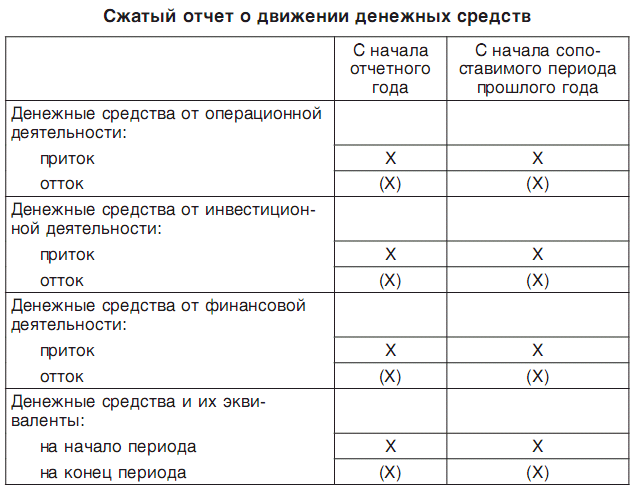 Сжатый отчет о движении денежных средств
С начала отчетного года
С начала сопо-
ставимого периода
прошлого года
Денежные средства от операционной
деятельности:
приток X X
отток (X) (X)
Денежные средства от инвестицион-
ной деятельности:
приток X X
отток (X) (X)
Денежные средства от финансовой
деятельности:
приток X X
отток (X) (X)
Денежные средства и их экви-
валенты:
на начало периода X X
на конец периода (X) (X)